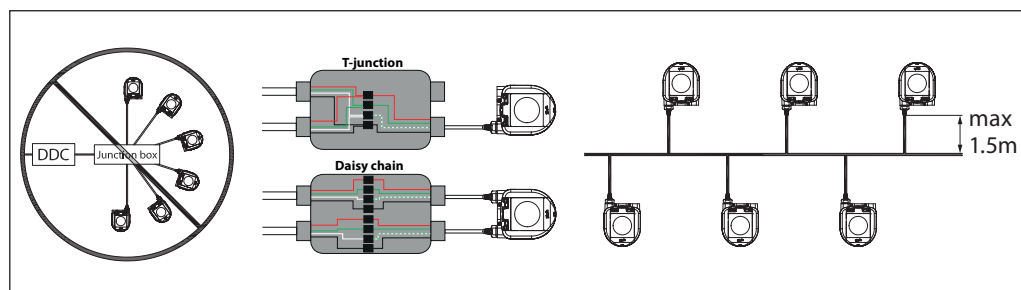 DDC
Junction box
T-junction
Daisy chain
max
1.5m